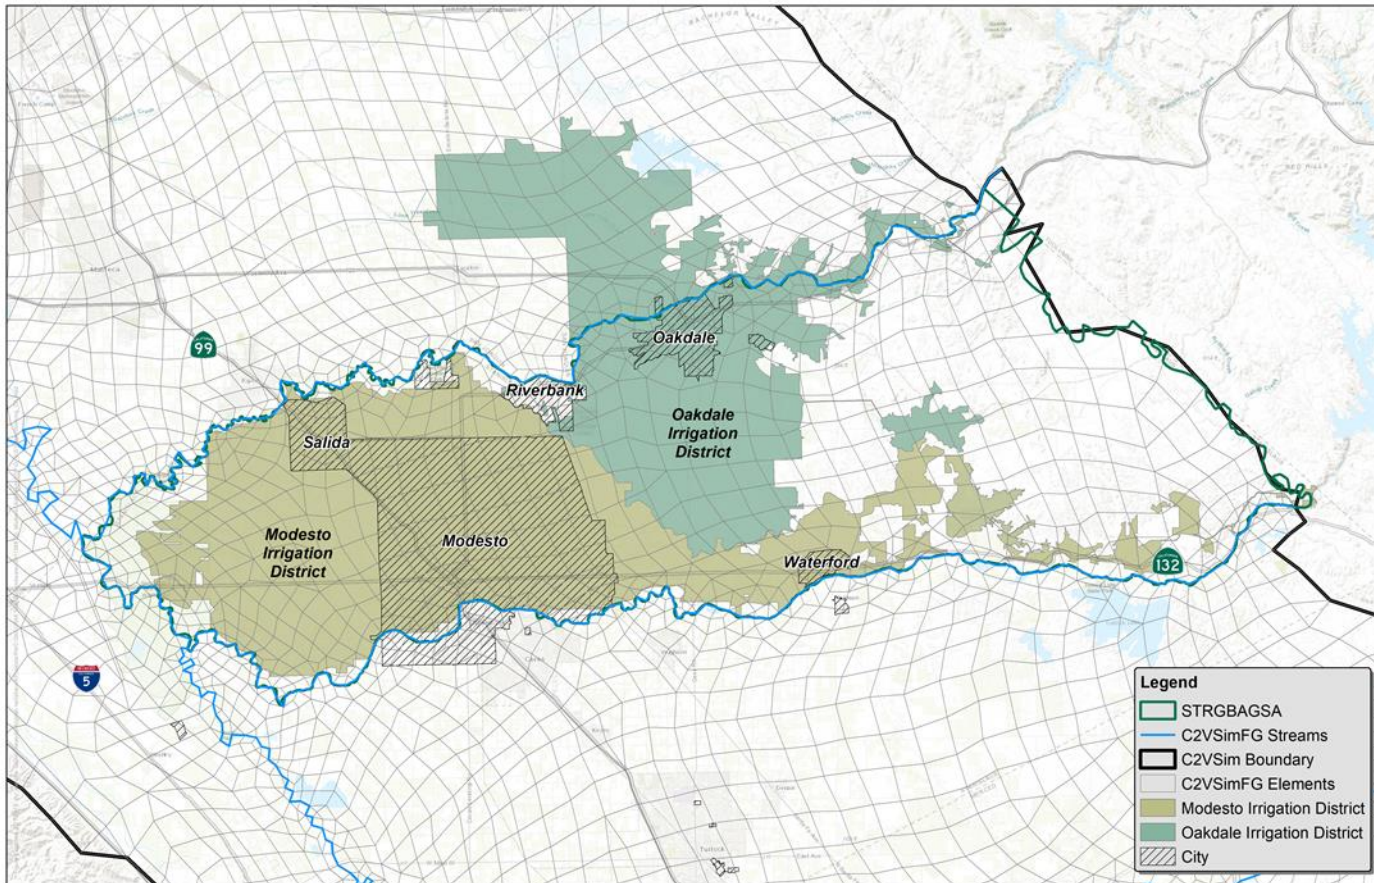 99
Oakdale
Riverbank
Oakdale
Irrigation
District
Salida
Modesto
Irrigation
District
Modesto
Waterford
132
5
Turlock
Legend
STRGBAGSA
C2VSimFG Streams
C2VSim Boundary
C2VSimFG Elements
Modesto Irrigation District
Oakdale Irrigation District
City